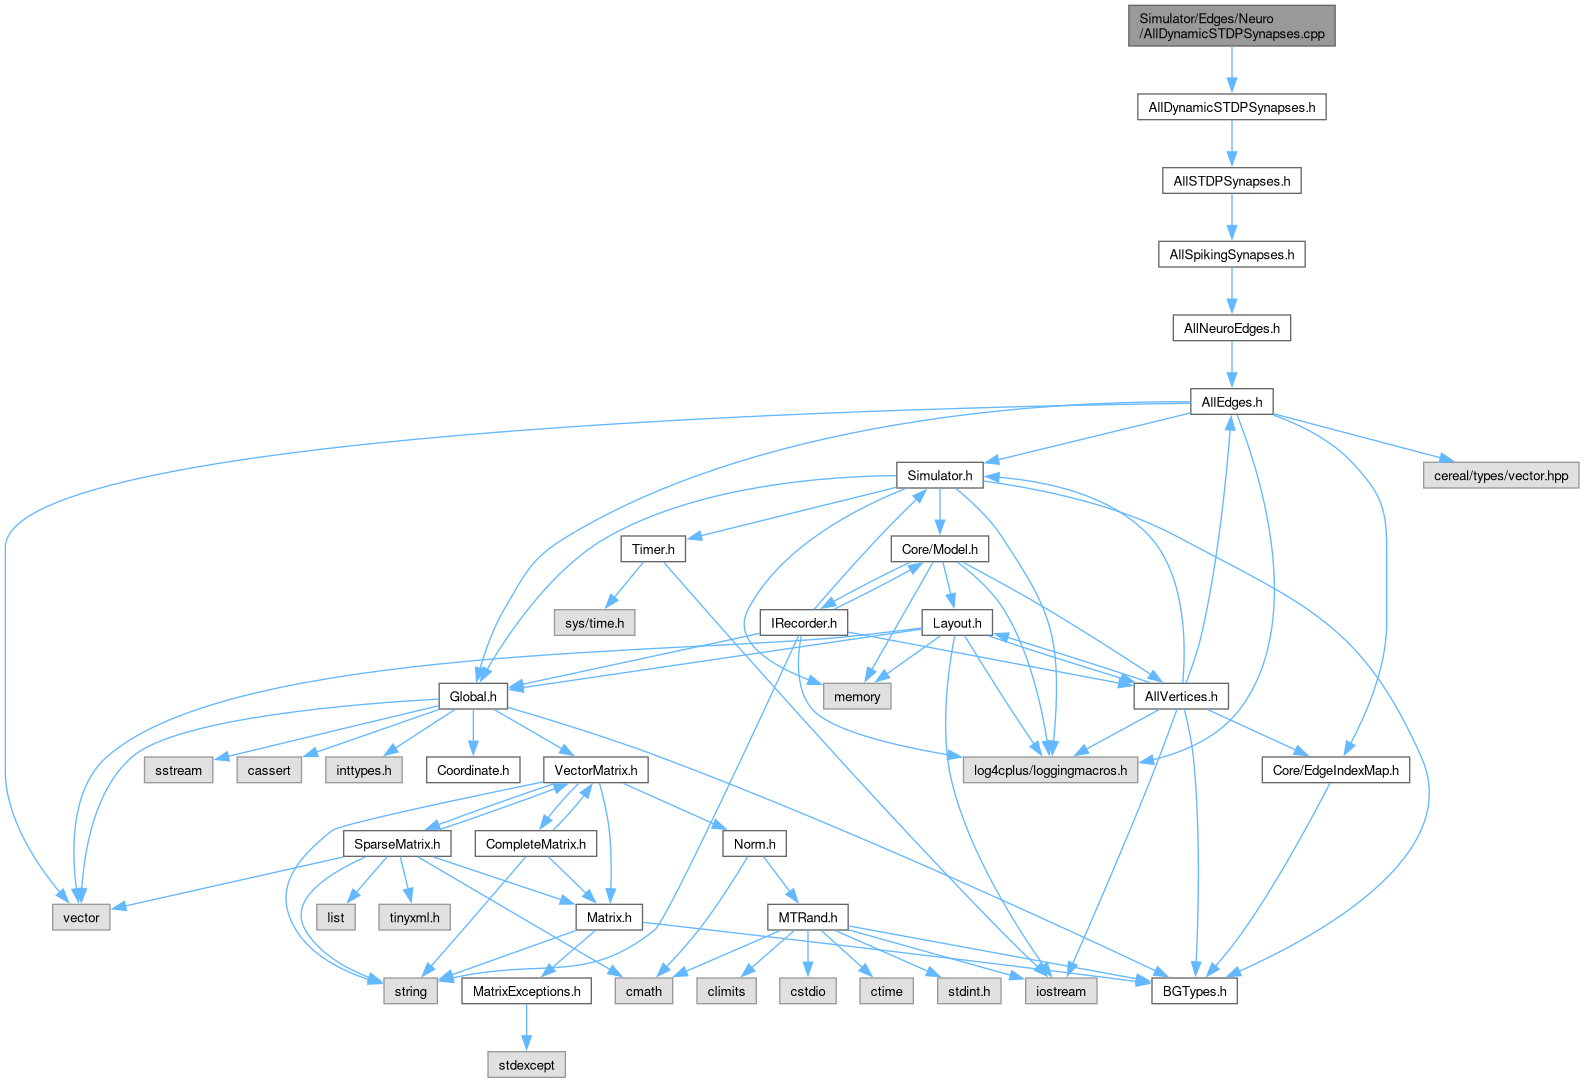 Simulator/Edges/Neuro
/AllDynamicSTDPSynapses.cpp
AllDynamicSTDPSynapses.h
AllSTDPSynapses.h
AllSpikingSynapses.h
AllNeuroEdges.h
AllEdges.h
Simulator.h
cereal/types/vector.hpp
Timer.h
Core/Model.h
sys/time.h
IRecorder.h
Layout.h
Global.h
memory
AllVertices.h
sstream
cassert
inttypes.h
Coordinate.h
VectorMatrix.h
log4cplus/loggingmacros.h
Core/EdgeIndexMap.h
SparseMatrix.h
CompleteMatrix.h
Norm.h
vector
list
tinyxml.h
Matrix.h
MTRand.h
string
MatrixExceptions.h
cmath
climits
cstdio
ctime
stdint.h
iostream
BGTypes.h
stdexcept